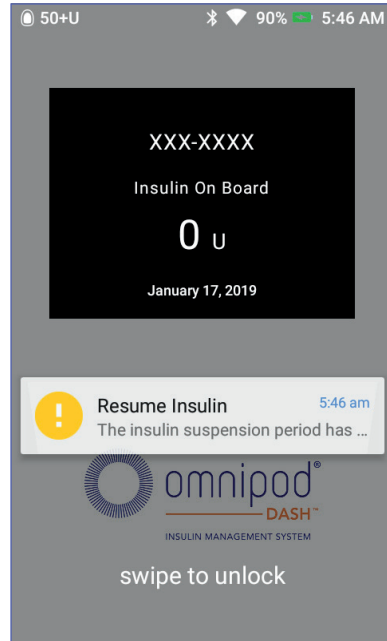 50+U 90% 5:46 AM
XXX-XXXX
Insulin On Board
0 U
January 17, 2019
Resume Insulin 5:46 am
The insulin suspension period has ...
omnipod®
DASH™
INSULIN MANAGEMENT SYSTEM
swipe to unlock